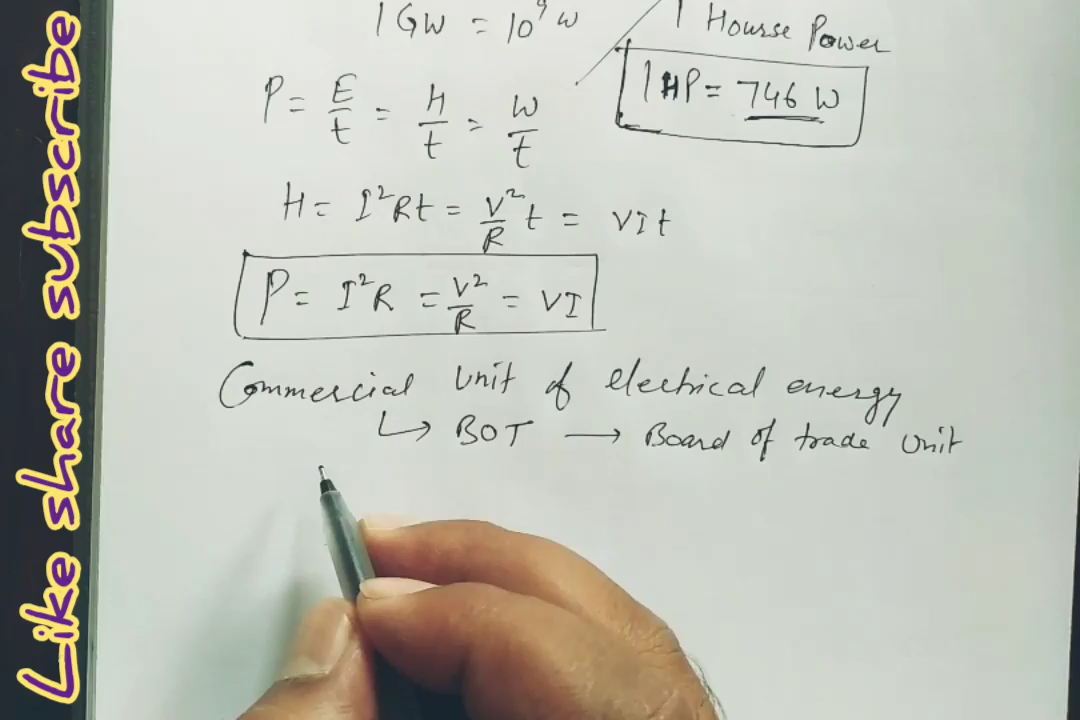 Like share subscribe
1 GW = 10⁹ W
1 Hourse Power
1 HP = 746 W
P = E/t = H/t = W/t
H = I²Rt = V²/R t = VIt
P = I²R = V²/R = VI
Commercial Unit of electrical energy
↳ BOT → Board of trade Unit